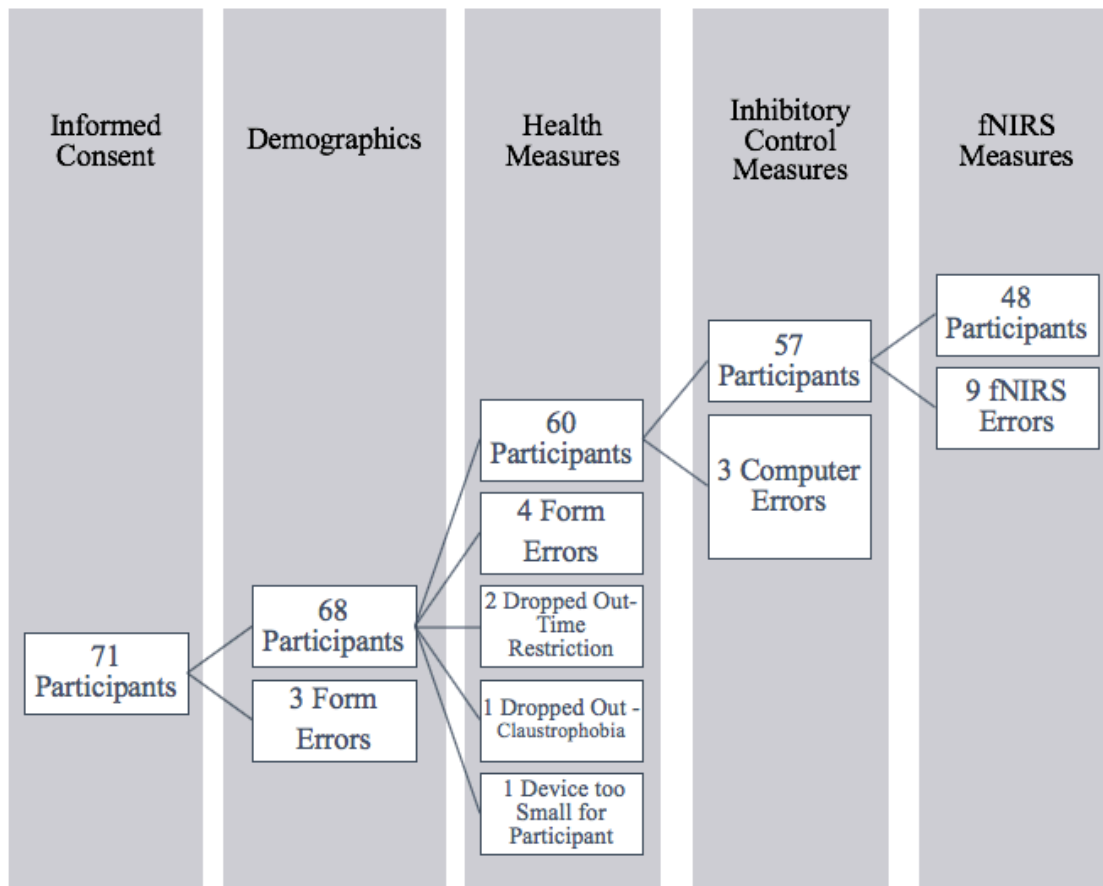 Informed
Consent
Demographics
Health
Measures
Inhibitory
Control
Measures
fNIRS
Measures
71
Participants
68
Participants
3 Form
Errors
60
Participants
4 Form
Errors
2 Dropped Out-
Time
Restriction
1 Dropped Out -
Claustrophobia
1 Device too
Small for
Participant
57
Participants
3 Computer
Errors
48
Participants
9 fNIRS
Errors